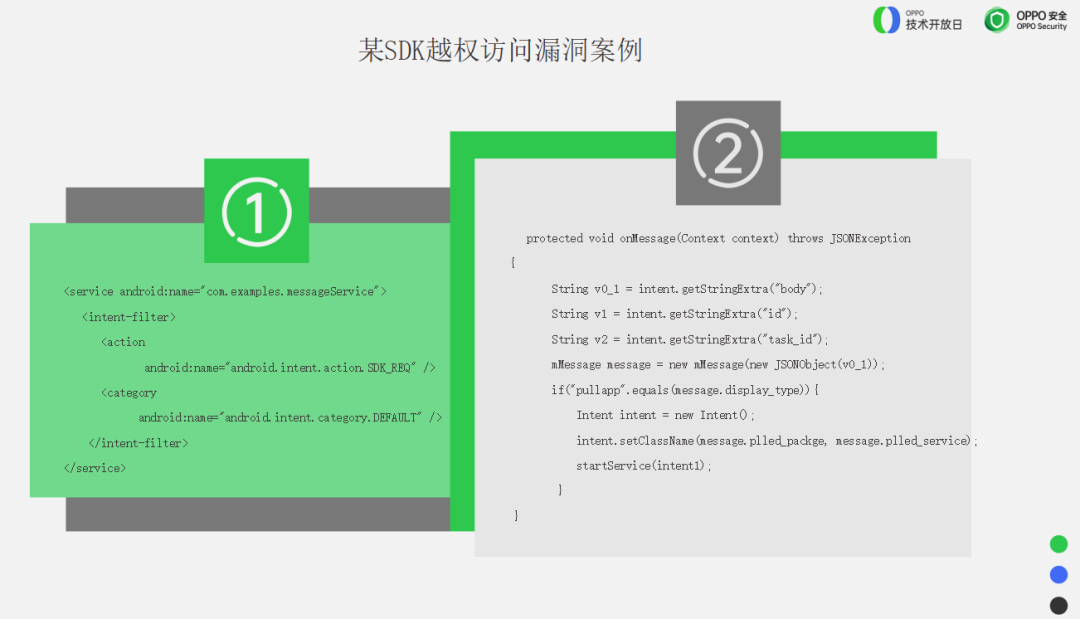 OPPO
技术开放日
OPPO 安全
OPPO Security
某SDK越权访问漏洞案例
1
<service android:name="com.examples.messageService">
<intent-filter>
<action
android:name="android.intent.action.SDK_REQ" />
<category
android:name="android.intent.category.DEFAULT" />
</intent-filter>
</service>
2
protected void onMessage(Context context) throws JSONException
{
String v0_1 = intent.getStringExtra("body");
String v1 = intent.getStringExtra("id");
String v2 = intent.getStringExtra("task_id");
mMessage message = new mMessage(new JSONObject(v0_1));
if("pullapp".equals(message.display_type)){
Intent intent = new Intent();
intent.setClassName(message.plled_packge, message.plled_service);
startService(intent1);
}
}